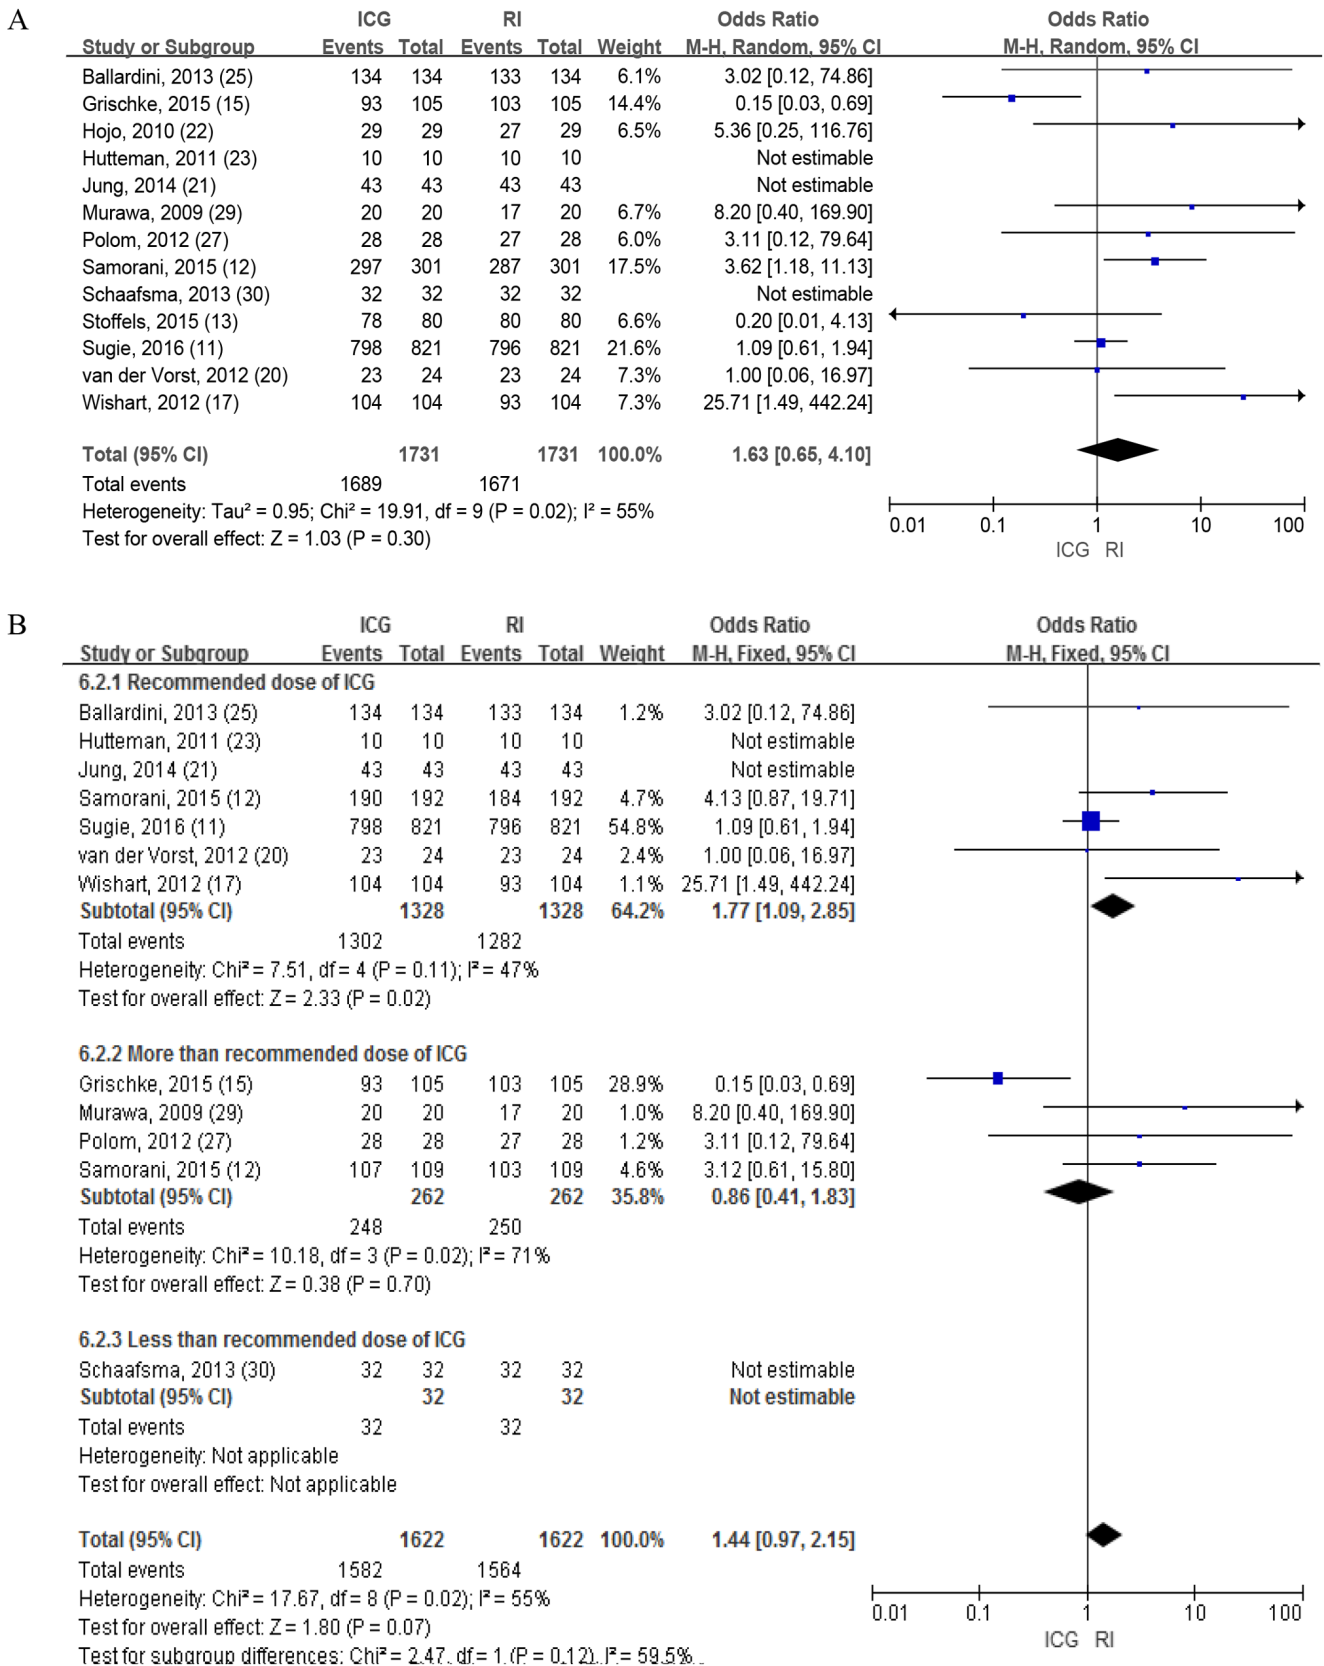 A
ICG RI Odds Ratio Odds Ratio
Study or Subgroup Events Total Events Total Weight M-H, Random, 95% CI M-H, Random, 95% CI
Ballardini, 2013 (25) 134 134 133 134 6.1% 3.02 [0.12, 74.86]
Grischke, 2015 (15) 93 105 103 105 14.4% 0.15 [0.03, 0.69]
Hojo, 2010 (22) 29 29 27 29 6.5% 5.36 [0.25, 116.76]
Hutteman, 2011 (23) 10 10 10 10 Not estimable
Jung, 2014 (21) 43 43 43 43 Not estimable
Murawa, 2009 (29) 20 20 17 20 6.7% 8.20 [0.40, 169.90]
Polom, 2012 (27) 28 28 27 28 6.0% 3.11 [0.12, 79.64]
Samorani, 2015 (12) 297 301 287 301 17.5% 3.62 [1.18, 11.13]
Schaafsma, 2013 (30) 32 32 32 32 Not estimable
Stoffels, 2015 (13) 78 80 80 80 6.6% 0.20 [0.01, 4.13]
Sugie, 2016 (11) 798 821 796 821 21.6% 1.09 [0.61, 1.94]
van der Vorst, 2012 (20) 23 24 23 24 7.3% 1.00 [0.06, 16.97]
Wishart, 2012 (17) 104 104 93 104 7.3% 25.71 [1.49, 442.24]
Total (95% CI) 1731 1731 100.0% 1.63 [0.65, 4.10]
Total events 1689 1671
Heterogeneity: Tau² = 0.95; Chi² = 19.91, df = 9 (P = 0.02); I² = 55%
Test for overall effect: Z = 1.03 (P = 0.30)
0.01 0.1 1 10 100
ICG RI
B
ICG RI Odds Ratio Odds Ratio
Study or Subgroup Events Total Events Total Weight M-H, Fixed, 95% CI M-H, Fixed, 95% CI
6.2.1 Recommended dose of ICG
Ballardini, 2013 (25) 134 134 133 134 1.2% 3.02 [0.12, 74.86]
Hutteman, 2011 (23) 10 10 10 10 Not estimable
Jung, 2014 (21) 43 43 43 43 Not estimable
Samorani, 2015 (12) 190 192 184 192 4.7% 4.13 [0.87, 19.71]
Sugie, 2016 (11) 798 821 796 821 54.8% 1.09 [0.61, 1.94]
van der Vorst, 2012 (20) 23 24 23 24 2.4% 1.00 [0.06, 16.97]
Wishart, 2012 (17) 104 104 93 104 1.1% 25.71 [1.49, 442.24]
Subtotal (95% CI) 1328 1328 64.2% 1.77 [1.09, 2.85]
Total events 1302 1282
Heterogeneity: Chi² = 7.51, df = 4 (P = 0.11); I² = 47%
Test for overall effect: Z = 2.33 (P = 0.02)
6.2.2 More than recommended dose of ICG
Grischke, 2015 (15) 93 105 103 105 28.9% 0.15 [0.03, 0.69]
Murawa, 2009 (29) 20 20 17 20 1.0% 8.20 [0.40, 169.90]
Polom, 2012 (27) 28 28 27 28 1.2% 3.11 [0.12, 79.64]
Samorani, 2015 (12) 107 109 103 109 4.6% 3.12 [0.61, 15.80]
Subtotal (95% CI) 262 262 35.8% 0.86 [0.41, 1.83]
Total events 248 250
Heterogeneity: Chi² = 10.18, df = 3 (P = 0.02); I² = 71%
Test for overall effect: Z = 0.38 (P = 0.70)
6.2.3 Less than recommended dose of ICG
Schaafsma, 2013 (30) 32 32 32 32 Not estimable
Subtotal (95% CI) 32 32 Not estimable
Total events 32 32
Heterogeneity: Not applicable
Test for overall effect: Not applicable
Total (95% CI) 1622 1622 100.0% 1.44 [0.97, 2.15]
Total events 1582 1564
Heterogeneity: Chi² = 17.67, df = 8 (P = 0.02); I² = 55%
Test for overall effect: Z = 1.80 (P = 0.07)
Test for subgroup differences: Chi² = 2.47, df = 1 (P = 0.12), I² = 59.5%
0.01 0.1 1 10 100
ICG RI